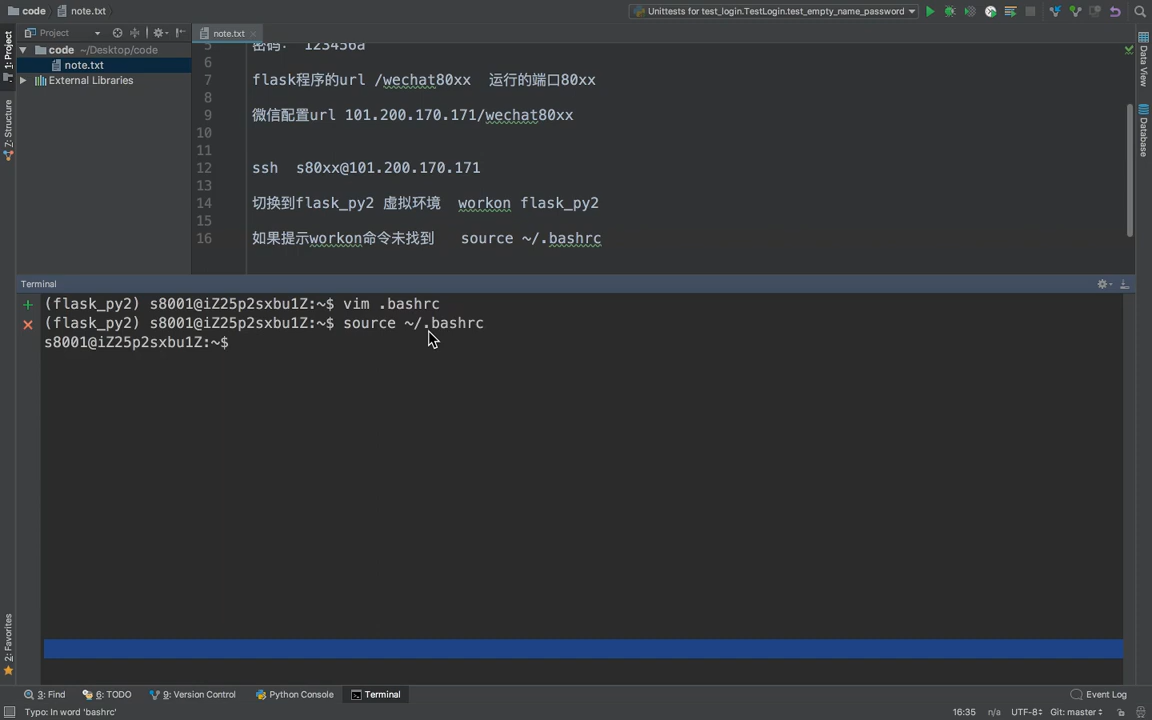 code note.txt Unittests for test_login.TestLogin.test_empty_name_password
Project note.txt
code ~/Desktop/code
note.txt
External Libraries
1: Project
7: Structure
2: Favorites
Data View
Database
5 密码： 123456a
6
7 flask程序的url /wechat80xx 运行的端口80xx
8
9 微信配置url 101.200.170.171/wechat80xx
10
11
12 ssh s80xx@101.200.170.171
13
14 切换到flask_py2 虚拟环境 workon flask_py2
15
16 如果提示workon命令未找到 source ~/.bashrc
Terminal
(flask_py2) s8001@iZ25p2sxbu1Z:~$ vim .bashrc
(flask_py2) s8001@iZ25p2sxbu1Z:~$ source ~/.bashrc
s8001@iZ25p2sxbu1Z:~$
3: Find 6: TODO 9: Version Control Python Console Terminal Event Log
Typo: In word 'bashrc' 16:35 n/a UTF-8 Git: master